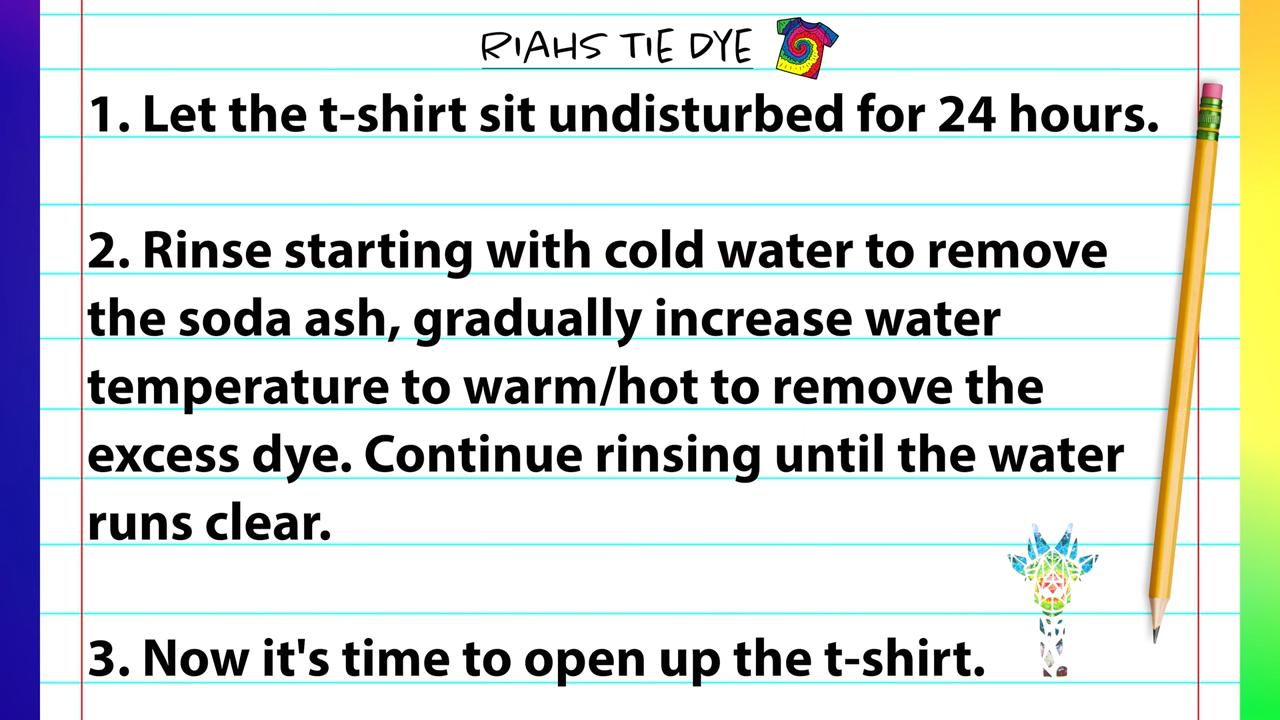 RIAHS TIE DYE
1. Let the t-shirt sit undisturbed for 24 hours.
2. Rinse starting with cold water to remove
the soda ash, gradually increase water
temperature to warm/hot to remove the
excess dye. Continue rinsing until the water
runs clear.
3. Now it's time to open up the t-shirt.